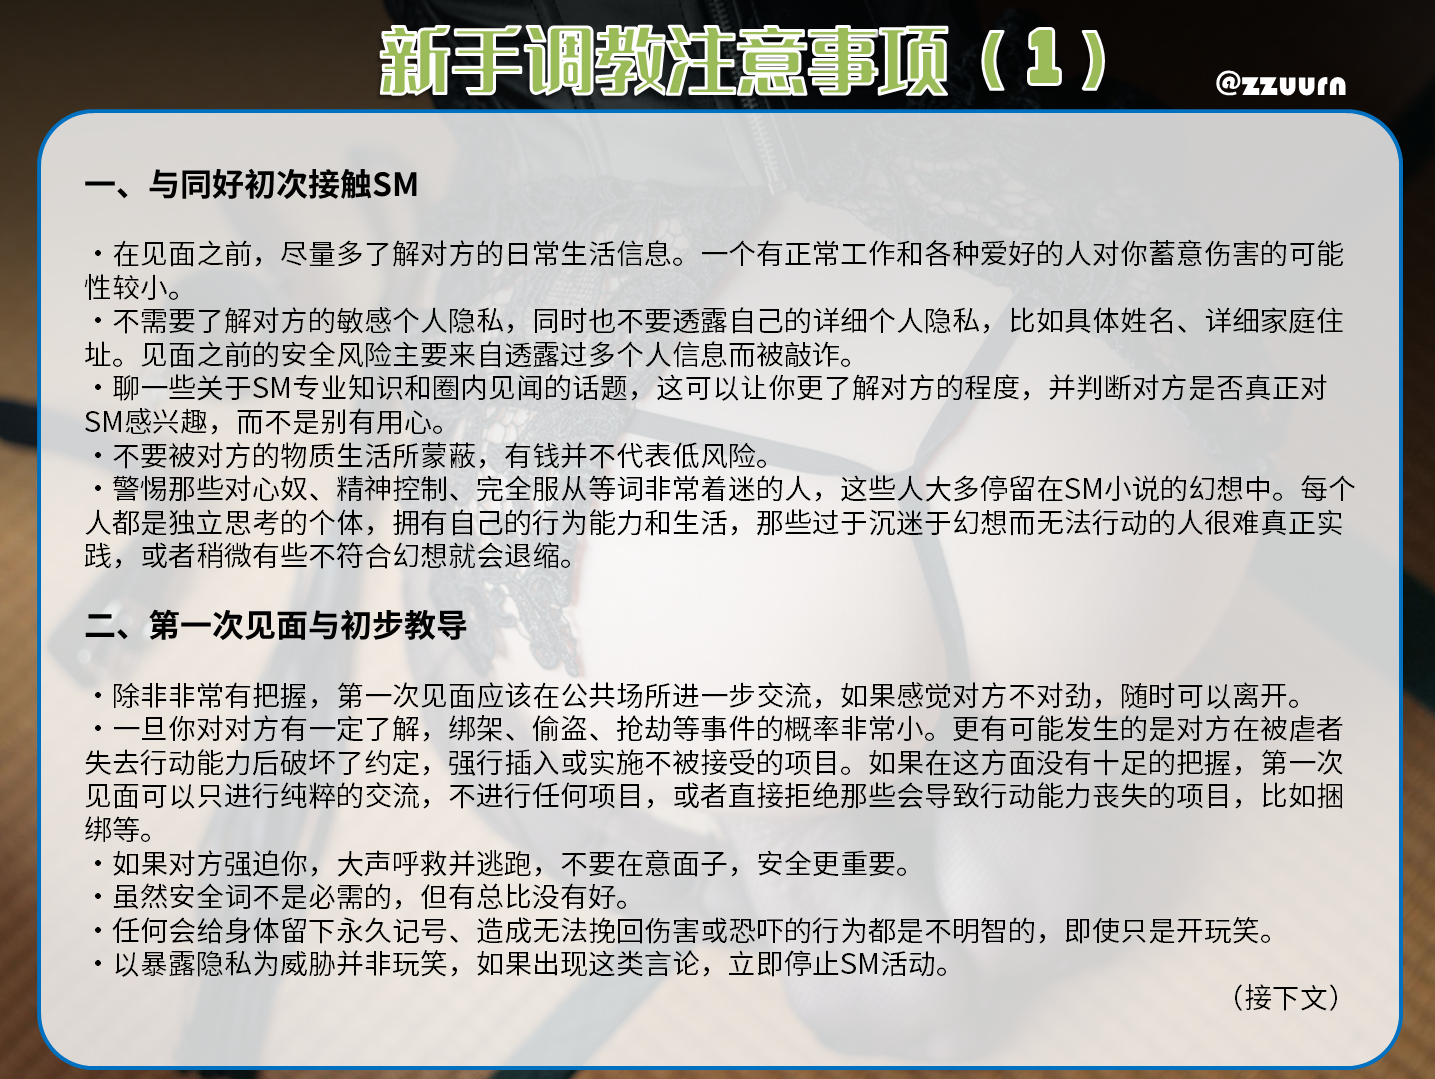 新手调教注意事项（1）
@zzuurn
一、与同好初次接触SM
・在见面之前，尽量多了解对方的日常生活信息。一个有正常工作和各种爱好的人对你蓄意伤害的可能
性较小。
・不需要了解对方的敏感个人隐私，同时也不要透露自己的详细个人隐私，比如具体姓名、详细家庭住
址。见面之前的安全风险主要来自透露过多个人信息而被敲诈。
・聊一些关于SM专业知识和圈内见闻的话题，这可以让你更了解对方的程度，并判断对方是否真正对
SM感兴趣，而不是别有用心。
・不要被对方的物质生活所蒙蔽，有钱并不代表低风险。
・警惕那些对心奴、精神控制、完全服从等词非常着迷的人，这些人大多停留在SM小说的幻想中。每个
人都是独立思考的个体，拥有自己的行为能力和生活，那些过于沉迷于幻想而无法行动的人很难真正实
践，或者稍微有些不符合幻想就会退缩。
二、第一次见面与初步教导
・除非非常有把握，第一次见面应该在公共场所进一步交流，如果感觉对方不对劲，随时可以离开。
・一旦你对对方有一定了解，绑架、偷盗、抢劫等事件的概率非常小。更有可能发生的是对方在被虐者
失去行动能力后破坏了约定，强行插入或实施不被接受的项目。如果在这方面没有十足的把握，第一次
见面可以只进行纯粹的交流，不进行任何项目，或者直接拒绝那些会导致行动能力丧失的项目，比如捆
绑等。
・如果对方强迫你，大声呼救并逃跑，不要在意面子，安全更重要。
・虽然安全词不是必需的，但有总比没有好。
・任何会给身体留下永久记号、造成无法挽回伤害或恐吓的行为都是不明智的，即使只是开玩笑。
・以暴露隐私为威胁并非玩笑，如果出现这类言论，立即停止SM活动。
（接下文）